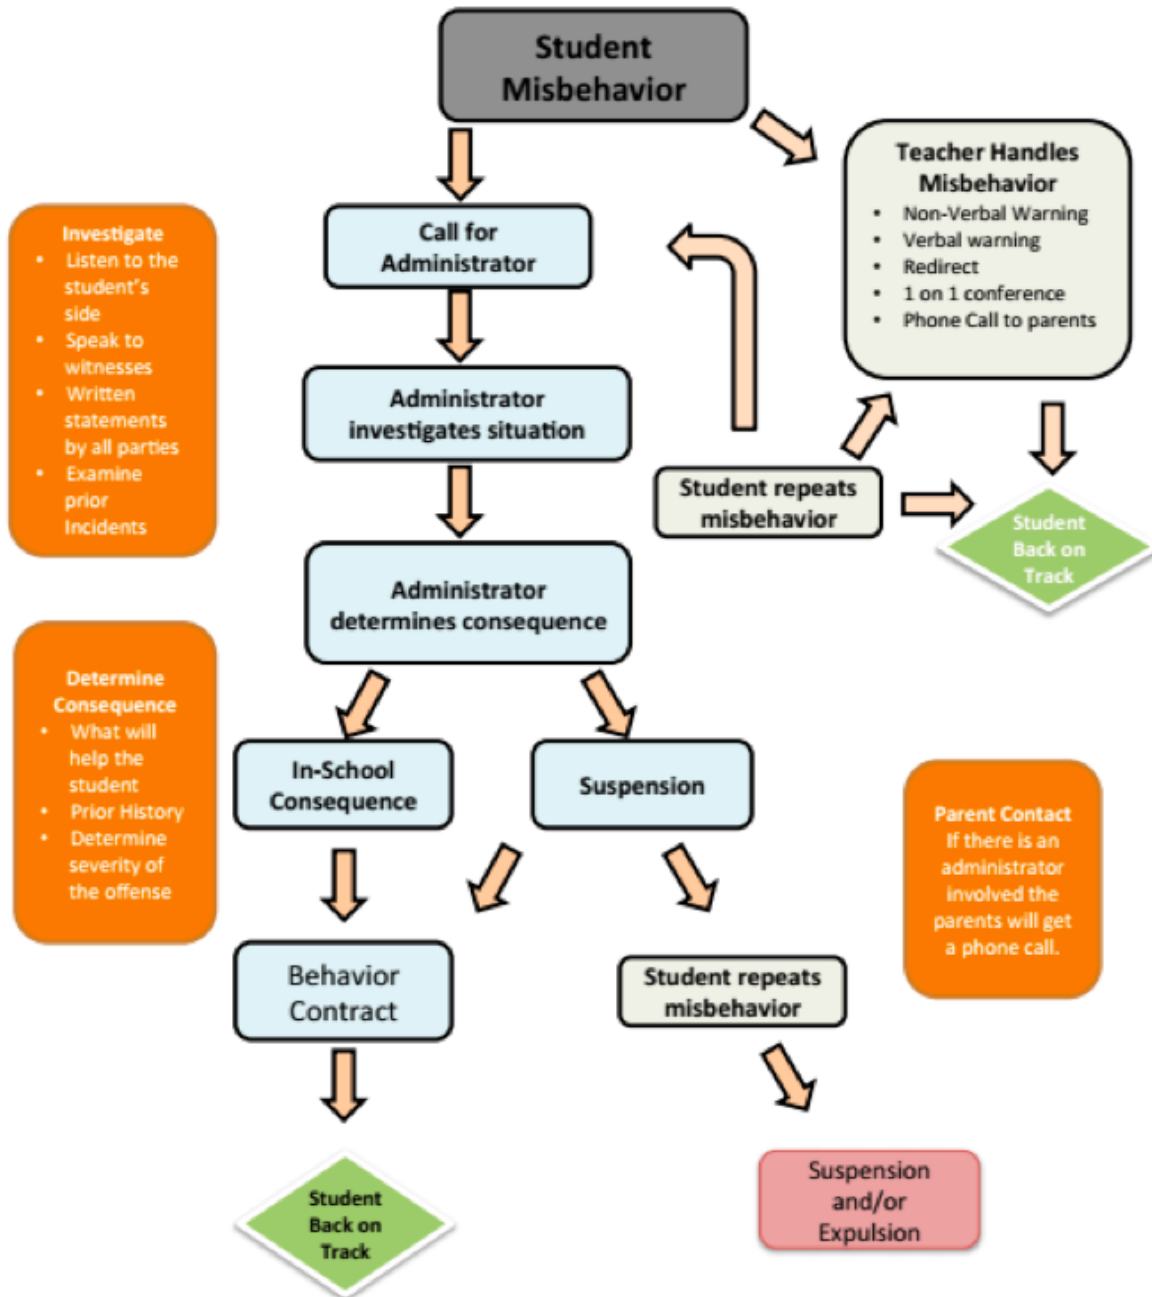 Student
Misbehavior
Teacher Handles
Misbehavior
• Non-Verbal Warning
• Verbal warning
• Redirect
• 1 on 1 conference
• Phone Call to parents
Call for
Administrator
Investigate
• Listen to the
student's
side
• Speak to
witnesses
• Written
statements
by all parties
• Examine
prior
Incidents
Administrator
investigates situation
Student repeats
misbehavior
Student
Back on
Track
Administrator
determines consequence
Determine
Consequence
• What will
help the
student
• Prior History
• Determine
severity of
the offense
In-School
Consequence
Suspension
Parent Contact
If there is an
administrator
involved the
parents will get
a phone call.
Behavior
Contract
Student repeats
misbehavior
Student
Back on
Track
Suspension
and/or
Expulsion